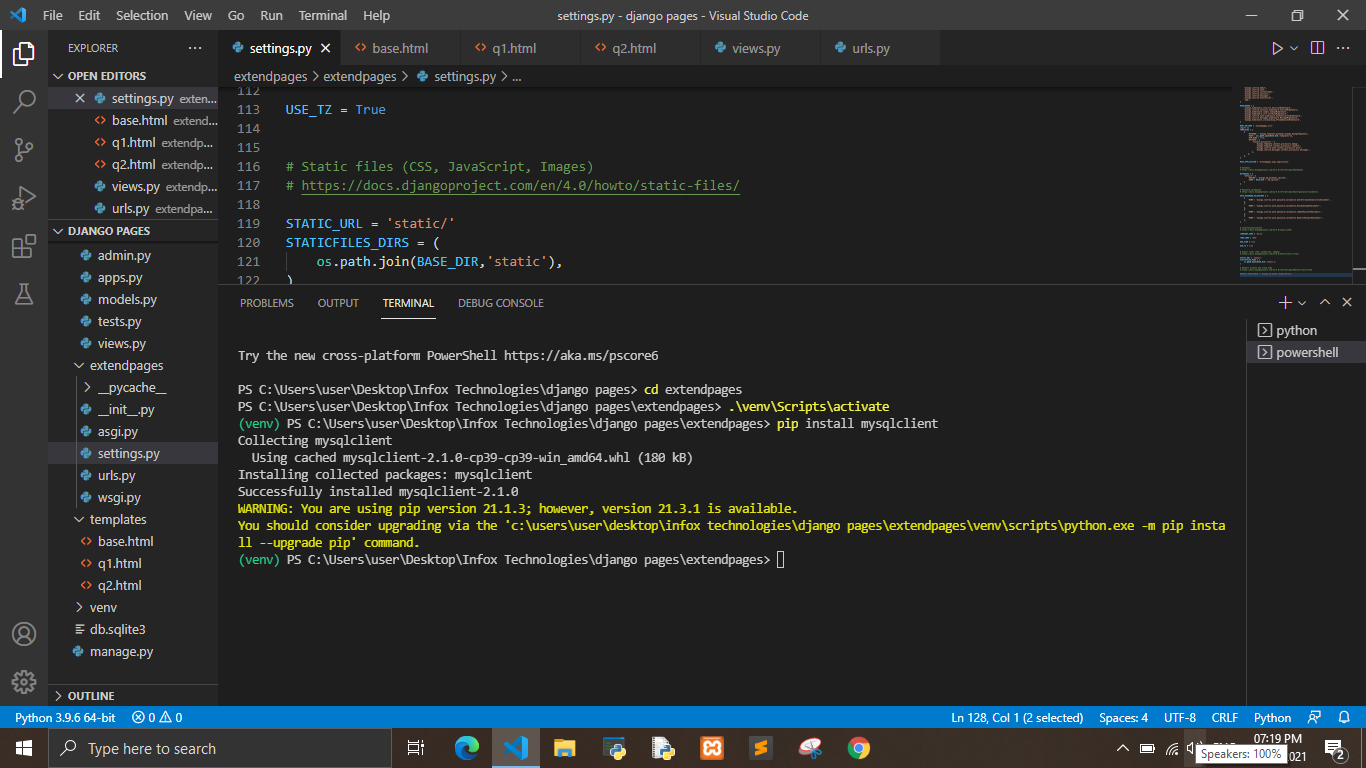 File Edit Selection View Go Run Terminal Help
settings.py - django pages - Visual Studio Code
EXPLORER
OPEN EDITORS
settings.py exten...
base.html extend...
q1.html extendp...
q2.html extendp...
views.py extendp...
urls.py extendpa...
DJANGO PAGES
admin.py
apps.py
models.py
tests.py
views.py
extendpages
__pycache__
__init__.py
asgi.py
settings.py
urls.py
wsgi.py
templates
base.html
q1.html
q2.html
venv
db.sqlite3
manage.py
OUTLINE
settings.py base.html q1.html q2.html views.py urls.py
extendpages > extendpages > settings.py > ...
112
113 USE_TZ = True
114
115
116 # Static files (CSS, JavaScript, Images)
117 # https://docs.djangoproject.com/en/4.0/howto/static-files/
118
119 STATIC_URL = 'static/'
120 STATICFILES_DIRS = (
121 os.path.join(BASE_DIR,'static'),
122 )
PROBLEMS OUTPUT TERMINAL DEBUG CONSOLE
python
powershell
Try the new cross-platform PowerShell https://aka.ms/pscore6
PS C:\Users\user\Desktop\Infox Technologies\django pages> cd extendpages
PS C:\Users\user\Desktop\Infox Technologies\django pages\extendpages> .\venv\Scripts\activate
(venv) PS C:\Users\user\Desktop\Infox Technologies\django pages\extendpages> pip install mysqlclient
Collecting mysqlclient
Using cached mysqlclient-2.1.0-cp39-cp39-win_amd64.whl (180 kB)
Installing collected packages: mysqlclient
Successfully installed mysqlclient-2.1.0
WARNING: You are using pip version 21.1.3; however, version 21.3.1 is available.
You should consider upgrading via the 'c:\users\user\desktop\infox technologies\django pages\extendpages\venv\scripts\python.exe -m pip insta
ll --upgrade pip' command.
(venv) PS C:\Users\user\Desktop\Infox Technologies\django pages\extendpages>
Python 3.9.6 64-bit 0 0 Ln 128, Col 1 (2 selected) Spaces: 4 UTF-8 CRLF Python
Type here to search
07:19 PM
Speakers: 100%
021
2